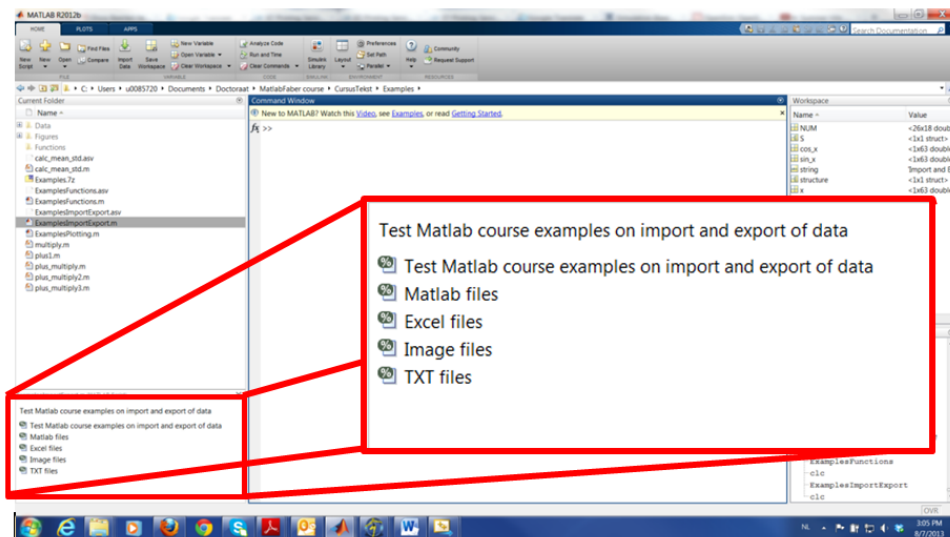 MATLAB R2012b
HOME PLOTS APPS
Search Documentation
New Script
New
Open
Find Files
Compare
Import Data
Save Workspace
New Variable
Open Variable
Clear Workspace
Analyze Code
Run and Time
Clear Commands
Simulink Library
Layout
Preferences
Set Path
Parallel
Help
Community
Request Support
FILE VARIABLE CODE SIMULINK ENVIRONMENT RESOURCES
C: Users u0085720 Documents Doctoraat MatlabFaber course CursusTekst Examples
Current Folder
Name
Data
Figures
Functions
calc_mean_std.asv
calc_mean_std.m
Examples.7z
ExamplesFunctions.asv
ExamplesFunctions.m
ExamplesImportExport.asv
ExamplesImportExport.m
ExamplesPlotting.m
multiply.m
plus1.m
plus_multiply.m
plus_multiply2.m
plus_multiply3.m
Command Window
New to MATLAB? Watch this Video, see Examples, or read Getting Started.
fx >>
Workspace
Name Value
NUM <26x18 doub
S <1x1 struct>
cos_x <1x63 double
sin_x <1x63 double
string 'Import and E
structure <1x1 struct>
x <1x63 double
Test Matlab course examples on import and export of data
Test Matlab course examples on import and export of data
Matlab files
Excel files
Image files
TXT files
Test Matlab course examples on import and export of data
Test Matlab course examples on import and export of data
Matlab files
Excel files
Image files
TXT files
ExamplesFunctions
clc
ExamplesImportExport
clc
OVR
NL
3:05 PM
8/7/2013